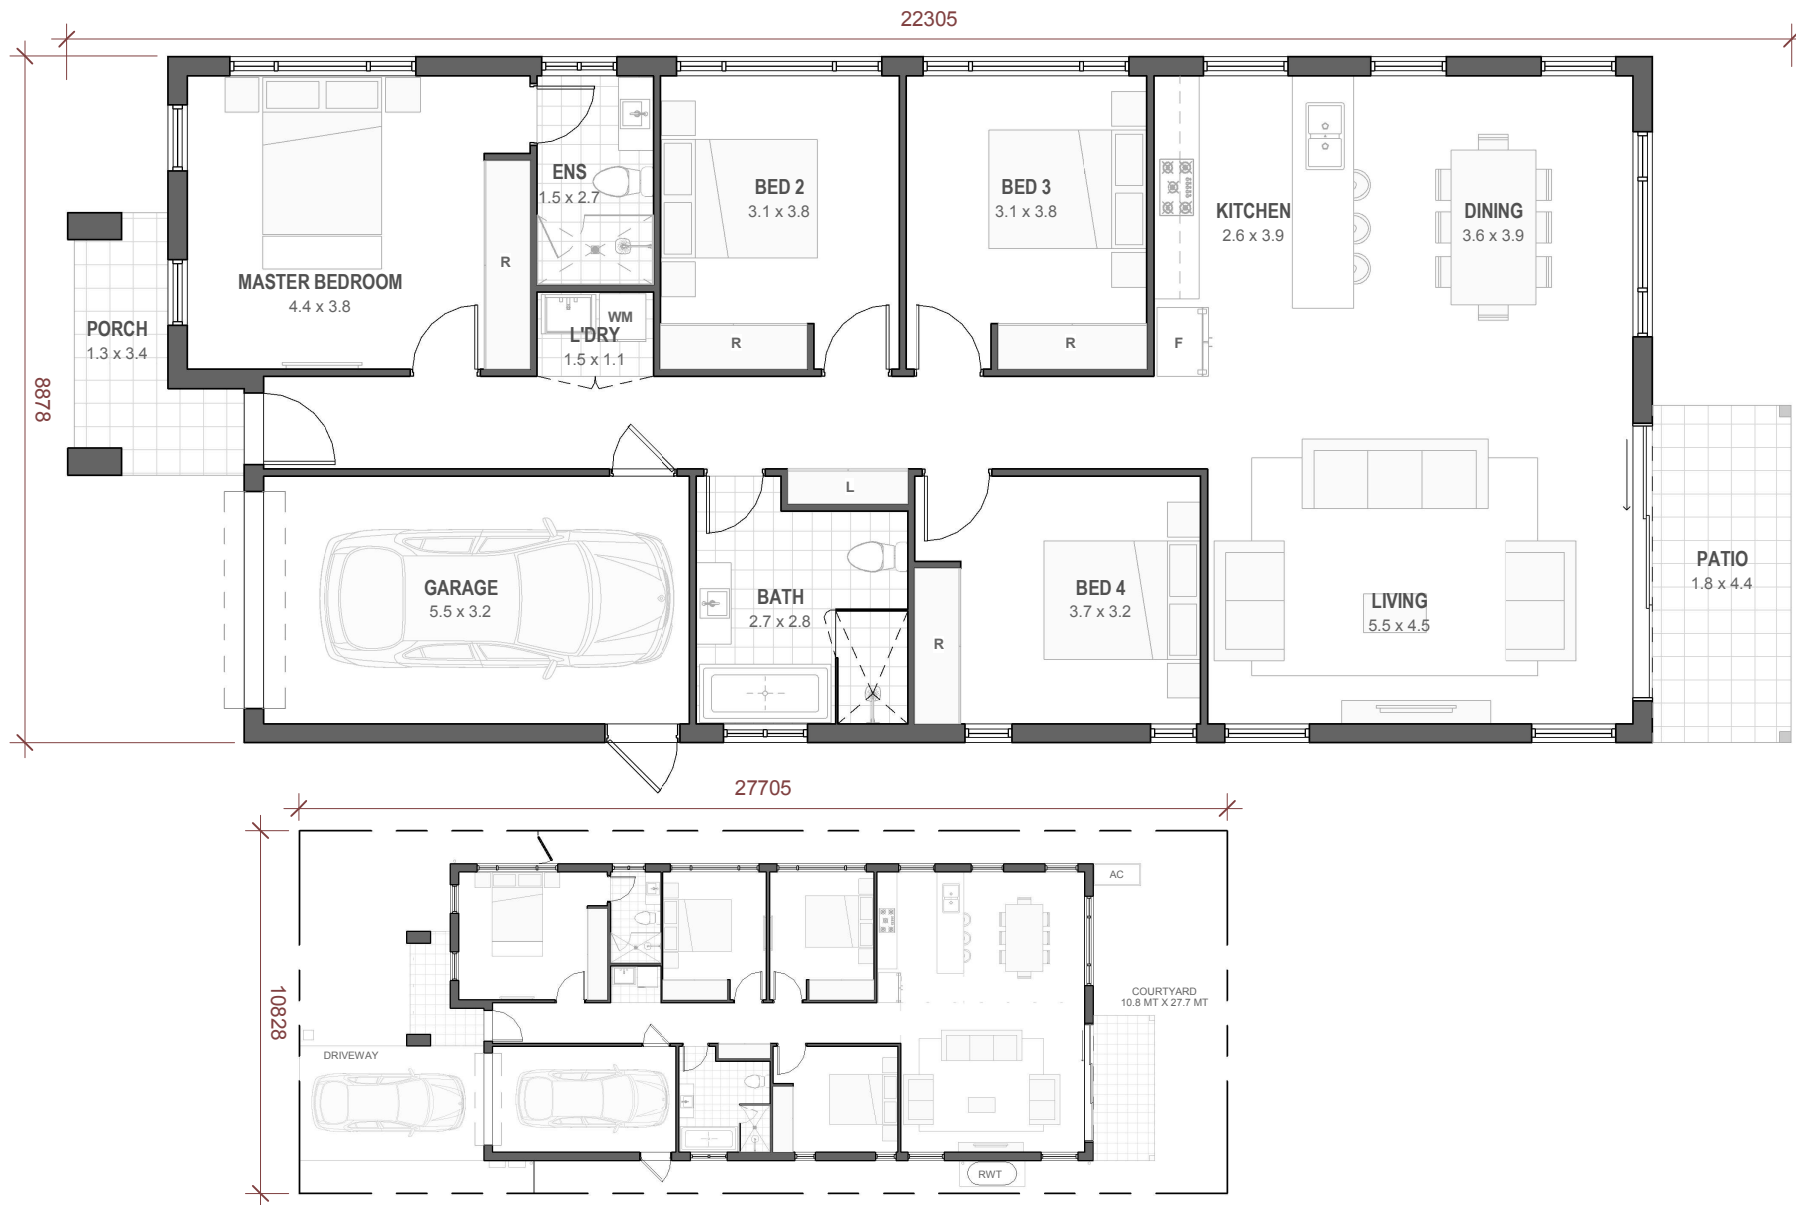 22305
8878
MASTER BEDROOM
4.4 x 3.8
R
ENS
1.5 x 2.7
WM
L'DRY
1.5 x 1.1
BED 2
3.1 x 3.8
R
BED 3
3.1 x 3.8
R
KITCHEN
2.6 x 3.9
F
DINING
3.6 x 3.9
PORCH
1.3 x 3.4
GARAGE
5.5 x 3.2
L
BATH
2.7 x 2.8
R
BED 4
3.7 x 3.2
LIVING
5.5 x 4.5
PATIO
1.8 x 4.4
27705
10828
AC
COURTYARD
10.8 MT X 27.7 MT
DRIVEWAY
RWT